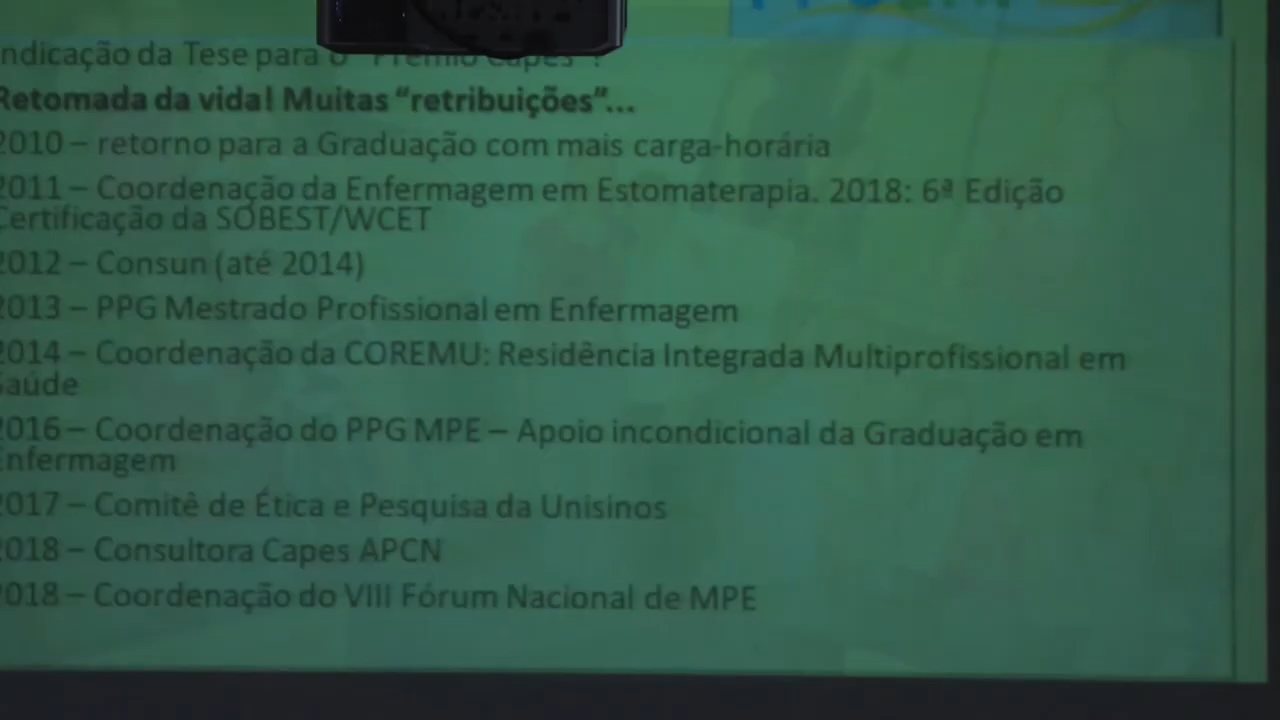 ndicação da Tese para o "Prêmio Capes"!
Retomada da vida! Muitas “retribuições”...
2010 – retorno para a Graduação com mais carga-horária
2011 – Coordenação da Enfermagem em Estomaterapia. 2018: 6ª Edição
Certificação da SOBEST/WCET
2012 – Consun (até 2014)
2013 – PPG Mestrado Profissional em Enfermagem
2014 – Coordenação da COREMU: Residência Integrada Multiprofissional em
Saúde
2016 – Coordenação do PPG MPE – Apoio incondicional da Graduação em
Enfermagem
2017 – Comitê de Ética e Pesquisa da Unisinos
2018 – Consultora Capes APCN
2018 – Coordenação do VIII Fórum Nacional de MPE